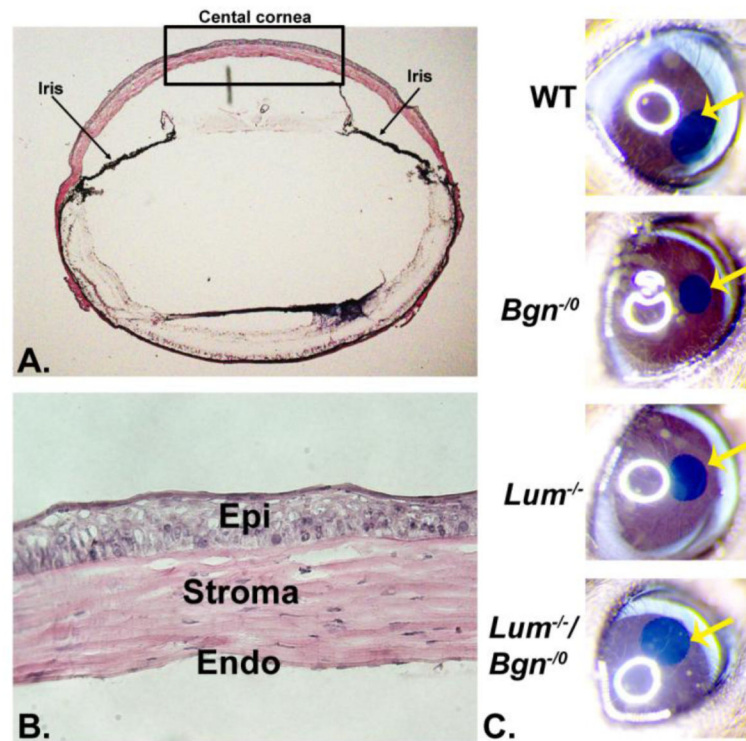 Cental cornea
Iris
Iris
A.
Epi
Stroma
Endo
B.
WT
Bgn-/0
Lum-/-
Lum-/-/
Bgn-/0
C.